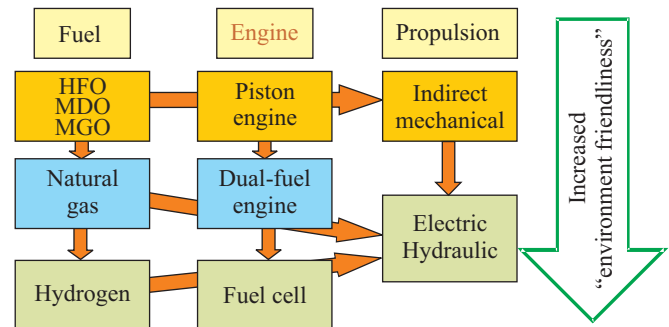 Fuel
Engine
Propulsion
HFO
MDO
MGO
Piston
engine
Indirect
mechanical
Natural
gas
Dual-fuel
engine
Electric
Hydraulic
Hydrogen
Fuel cell
Increased
“environment friendliness”